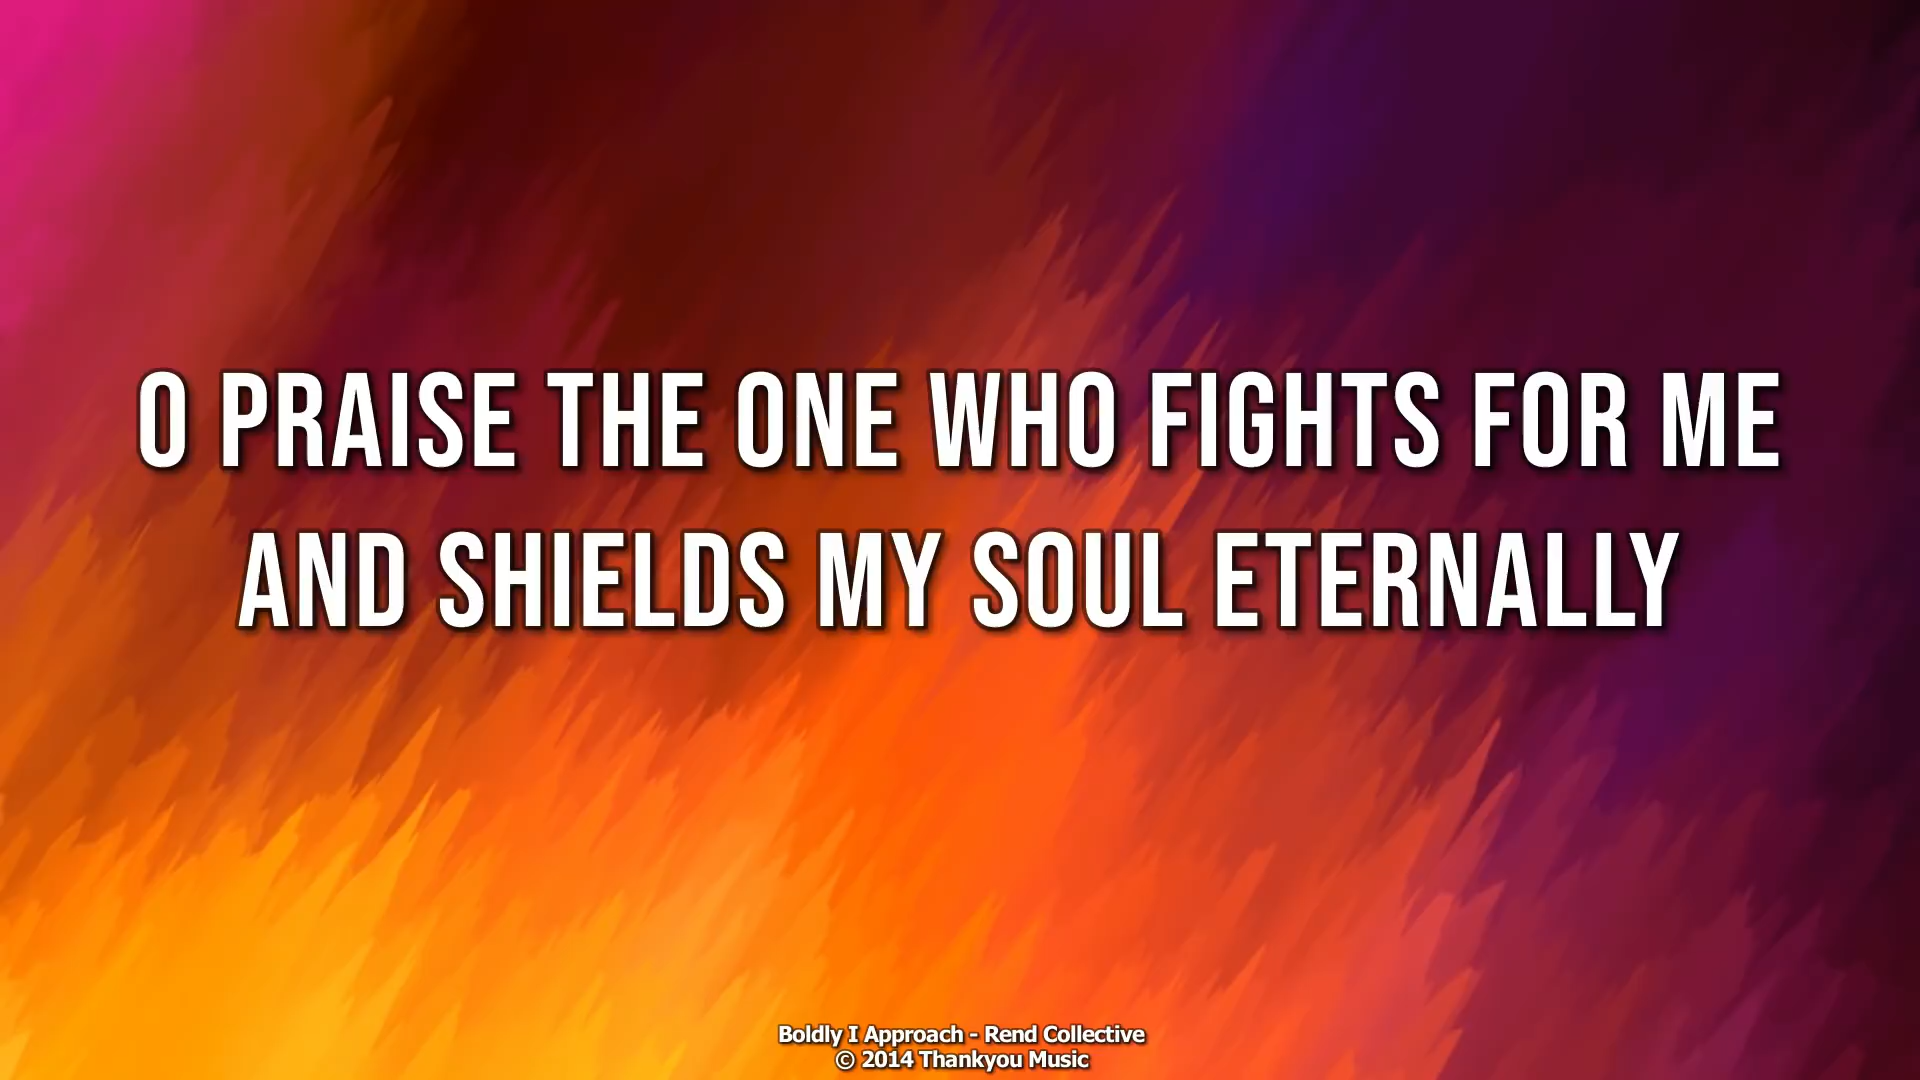 O PRAISE THE ONE WHO FIGHTS FOR ME
AND SHIELDS MY SOUL ETERNALLY
Boldly I Approach - Rend Collective
© 2014 Thankyou Music